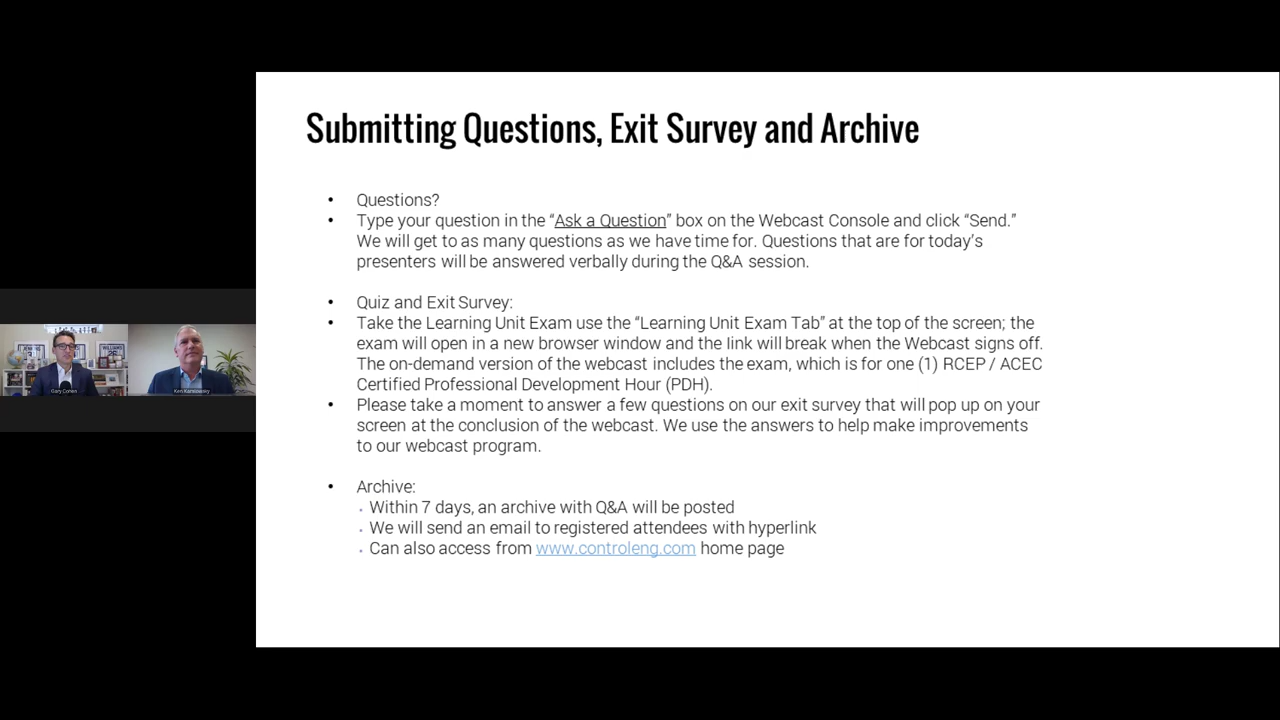 Submitting Questions, Exit Survey and Archive
• Questions?
• Type your question in the “Ask a Question” box on the Webcast Console and click “Send.”
We will get to as many questions as we have time for. Questions that are for today’s
presenters will be answered verbally during the Q&A session.
• Quiz and Exit Survey:
• Take the Learning Unit Exam use the “Learning Unit Exam Tab” at the top of the screen; the
exam will open in a new browser window and the link will break when the Webcast signs off.
The on-demand version of the webcast includes the exam, which is for one (1) RCEP / ACEC
Certified Professional Development Hour (PDH).
• Please take a moment to answer a few questions on our exit survey that will pop up on your
screen at the conclusion of the webcast. We use the answers to help make improvements
to our webcast program.
• Archive:
• Within 7 days, an archive with Q&A will be posted
• We will send an email to registered attendees with hyperlink
• Can also access from www.controleng.com home page
WILLIAMS
Gary Cohen
Ken